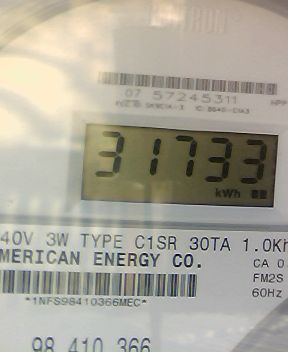 07 57245311
31733
kWh
40V 3W TYPE C1SR 30TA 1.0Kh
MERICAN ENERGY CO.
CA 0
FM2S
60Hz
*1NFS98410366MEC*
98 410 366